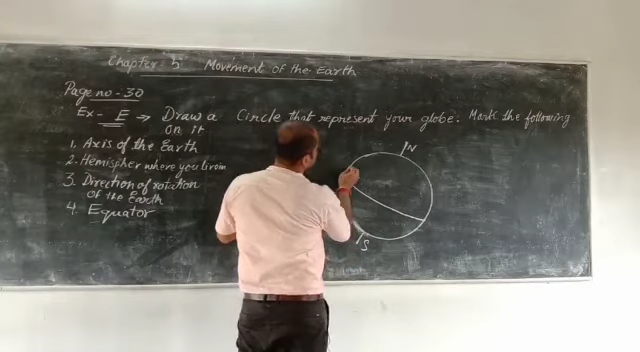 Chapter 5 Movement of the Earth
Page no - 30
Ex- E → Draw a Circle that represent your globe. Mark the following
on it
1. Axis of the Earth
2. Hemispher where you live in
3. Direction of rotation
of the Earth
4. Equator
N
S